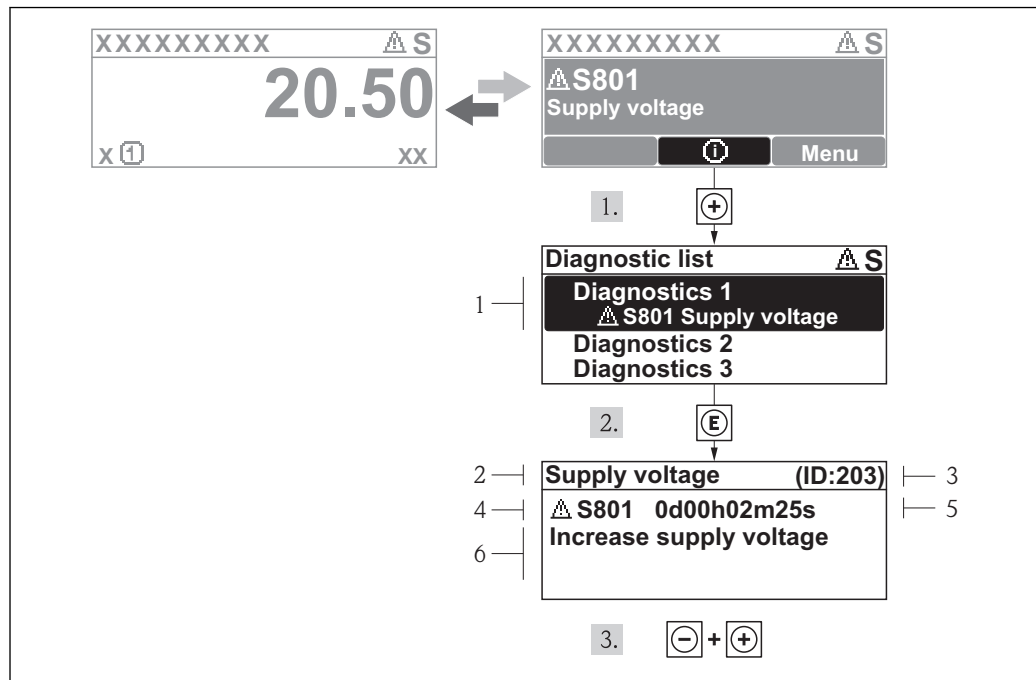 XXXXXXXXX ⚠ S
20.50
X ① XX
XXXXXXXXX ⚠ S
⚠ S801
Supply voltage
ⓘ Menu
1. +
Diagnostic list ⚠ S
1
Diagnostics 1
⚠ S801 Supply voltage
Diagnostics 2
Diagnostics 3
2. E
2 Supply voltage (ID:203) 3
4 ⚠ S801 0d00h02m25s 5
6 Increase supply voltage
3. - + +